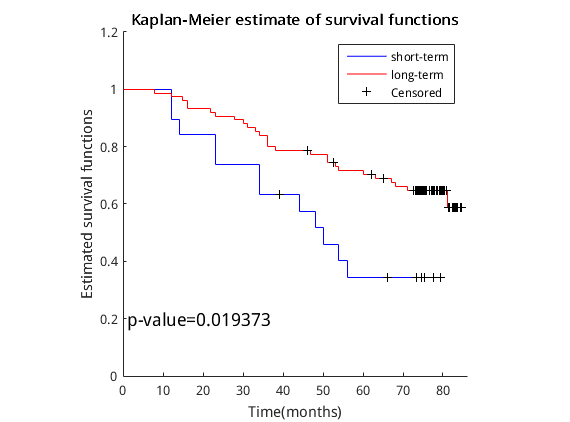 Kaplan-Meier estimate of survival functions
1.2
1
0.8
0.6
0.4
0.2
0
Estimated survival functions
short-term
long-term
Censored
p-value=0.019373
0 10 20 30 40 50 60 70 80
Time(months)